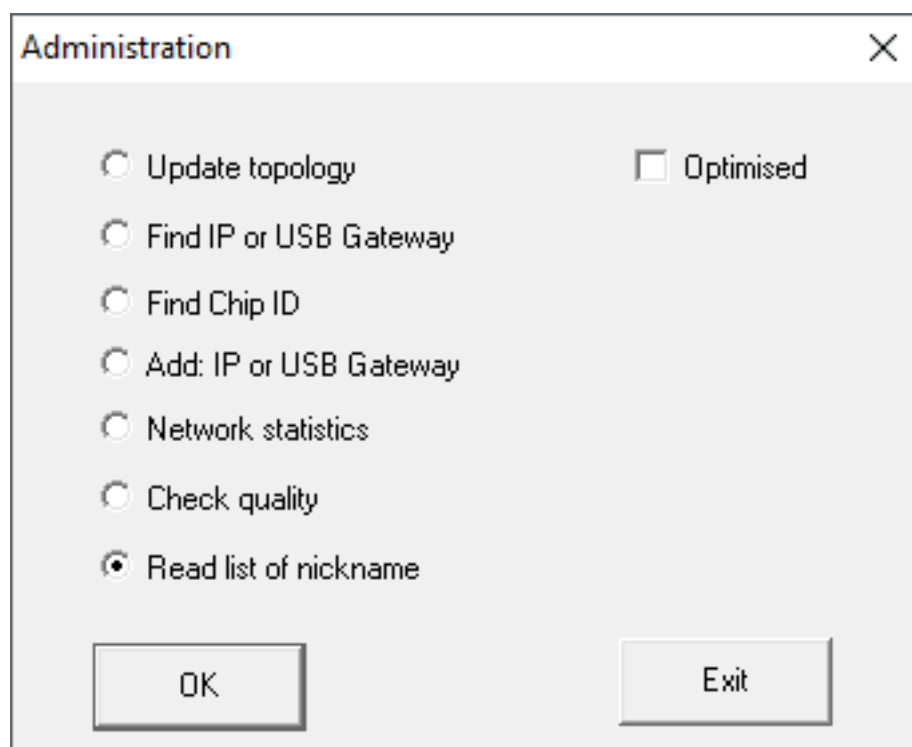 Administration
Update topology
Optimised
Find IP or USB Gateway
Find Chip ID
Add: IP or USB Gateway
Network statistics
Check quality
Read list of nickname
OK
Exit